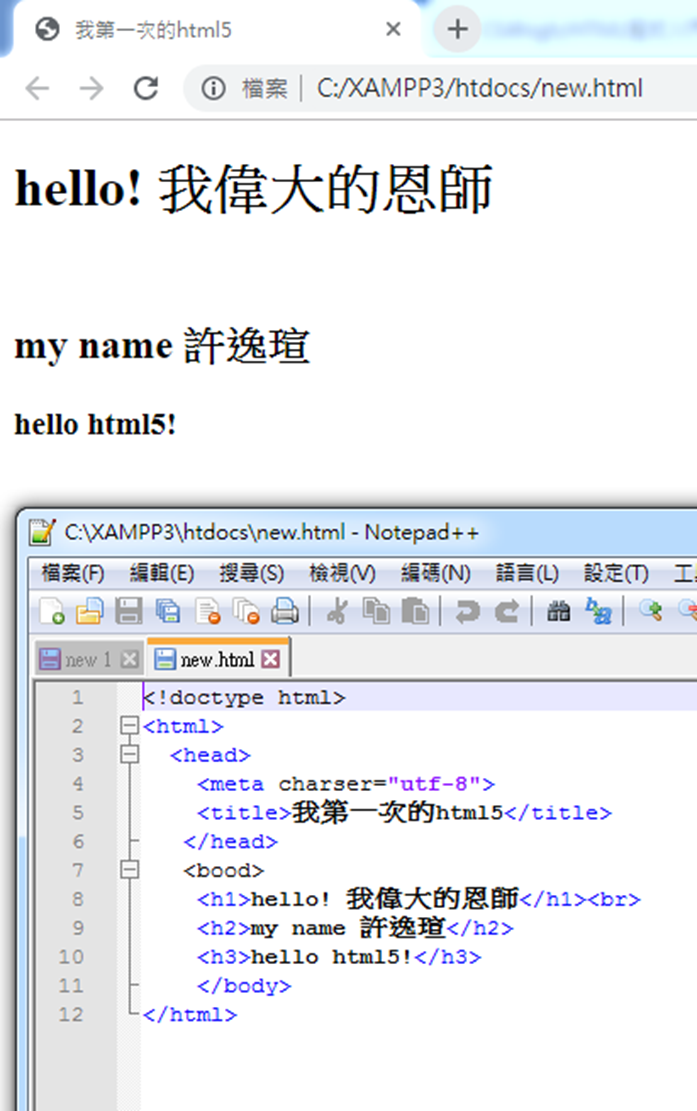 我第一次的html5
檔案 C:/XAMPP3/htdocs/new.html
hello! 我偉大的恩師
my name 許逸瑄
hello html5!
C:\XAMPP3\htdocs\new.html - Notepad++
檔案(F) 編輯(E) 搜尋(S) 檢視(V) 編碼(N) 語言(L) 設定(T)
new 1 new.html
1 <!doctype html>
2 <html>
3 <head>
4 <meta charser="utf-8">
5 <title>我第一次的html5</title>
6 </head>
7 <bood>
8 <h1>hello! 我偉大的恩師</h1><br>
9 <h2>my name 許逸瑄</h2>
10 <h3>hello html5!</h3>
11 </body>
12 </html>